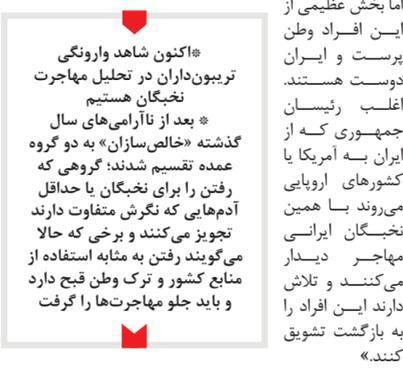 اما بخش عظیمی از
ایـن افـراد وطن
پرست و ایـران
دوست هستند.
اغلب رئیسان
جمهـوری که از
ایران به آمریکا یا
کشورهای اروپایی
می‌روند با همین
نخبگان ایرانی
مهاجر دیدار
می‌کنند و تلاش
دارند این افراد را
به بازگشت تشویق
کنند.»
*اکنون شاهد وارونگی
تریبون‌داران در تحلیل مهاجرت
نخبگان هستیم
* بعد از ناآرامی‌های سال
گذشته «خالص‌سازان» به دو گروه
عمده تقسیم شدند؛ گروهی که
رفتن را برای نخبگان یا حداقل
آدم‌هایی که نگرش متفاوت دارند
تجویز می‌کنند و برخی که حالا
می‌گویند رفتن به مثابه استفاده از
منابع کشور و ترک وطن قبح دارد
و باید جلو مهاجرت‌ها را گرفت